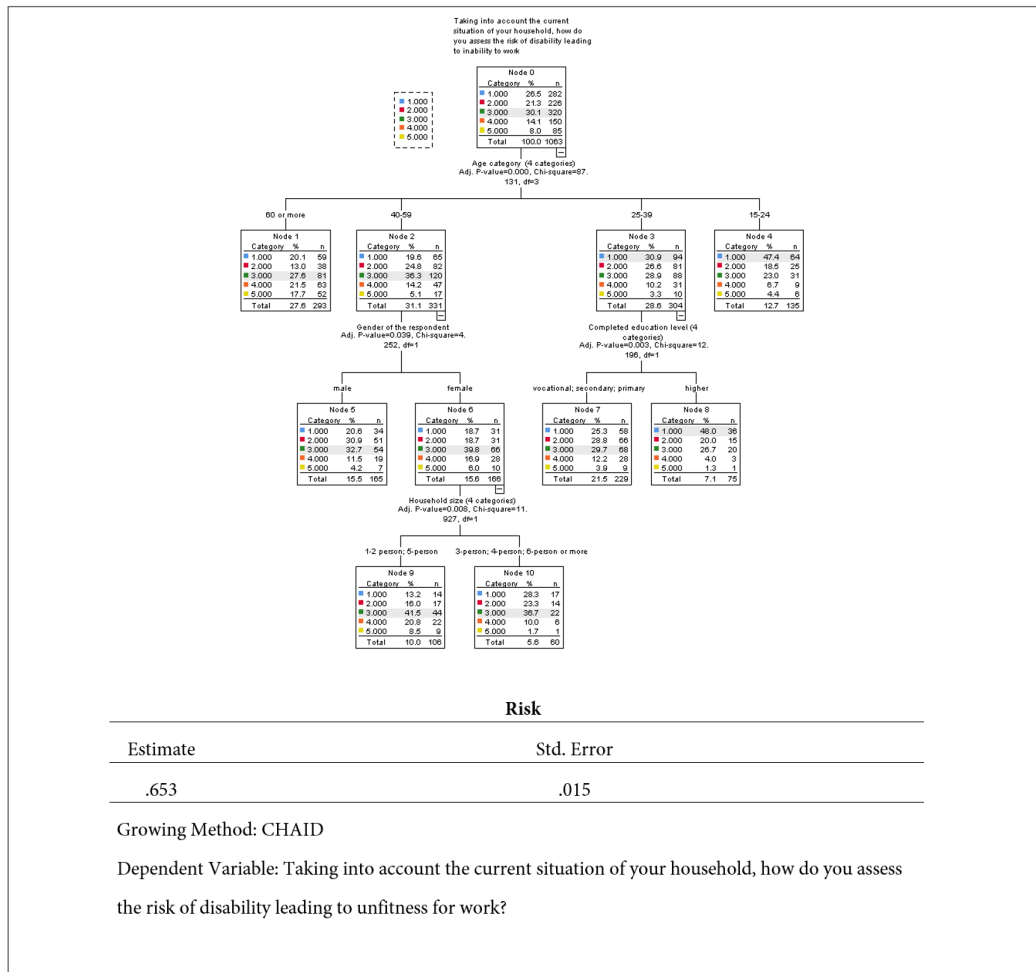 Taking into account the current
situation of your household, how do
you assess the risk of disability leading
to inability to work
Node 0
Category % n
1.000 26.5 282
2.000 21.3 226
3.000 30.1 320
4.000 14.1 150
5.000 8.0 85
Total 100.0 1063
1.000
2.000
3.000
4.000
5.000
Age category (4 categories)
Adj. P-value=0.000, Chi-square=87.
131, df=3
60 or more 40-59 25-39 15-24
Node 1
Category % n
1.000 20.1 59
2.000 13.0 38
3.000 27.6 81
4.000 21.5 63
5.000 17.7 52
Total 27.6 293
Node 2
Category % n
1.000 19.6 65
2.000 24.8 82
3.000 36.3 120
4.000 14.2 47
5.000 5.1 17
Total 31.1 331
Node 3
Category % n
1.000 30.9 94
2.000 26.6 81
3.000 28.9 88
4.000 10.2 31
5.000 3.3 10
Total 28.6 304
Node 4
Category % n
1.000 47.4 64
2.000 18.5 25
3.000 23.0 31
4.000 6.7 9
5.000 4.4 6
Total 12.7 135
Gender of the respondent
Adj. P-value=0.039, Chi-square=4.
252, df=1
Completed education level (4
categories)
Adj. P-value=0.003, Chi-square=12.
196, df=1
male female vocational; secondary; primary higher
Node 5
Category % n
1.000 20.6 34
2.000 30.9 51
3.000 32.7 54
4.000 11.5 19
5.000 4.2 7
Total 15.5 165
Node 6
Category % n
1.000 18.7 31
2.000 18.7 31
3.000 39.8 66
4.000 16.9 28
5.000 6.0 10
Total 15.6 166
Node 7
Category % n
1.000 25.3 58
2.000 28.8 66
3.000 29.7 68
4.000 12.2 28
5.000 3.9 9
Total 21.5 229
Node 8
Category % n
1.000 48.0 36
2.000 20.0 15
3.000 26.7 20
4.000 4.0 3
5.000 1.3 1
Total 7.1 75
Household size (4 categories)
Adj. P-value=0.008, Chi-square=11.
927, df=1
1-2 person; 5-person 3-person; 4-person; 6-person or more
Node 9
Category % n
1.000 13.2 14
2.000 16.0 17
3.000 41.5 44
4.000 20.8 22
5.000 8.5 9
Total 10.0 106
Node 10
Category % n
1.000 28.3 17
2.000 23.3 14
3.000 36.7 22
4.000 10.0 6
5.000 1.7 1
Total 5.6 60
Risk
Estimate Std. Error
.653 .015
Growing Method: CHAID
Dependent Variable: Taking into account the current situation of your household, how do you assess
the risk of disability leading to unfitness for work?